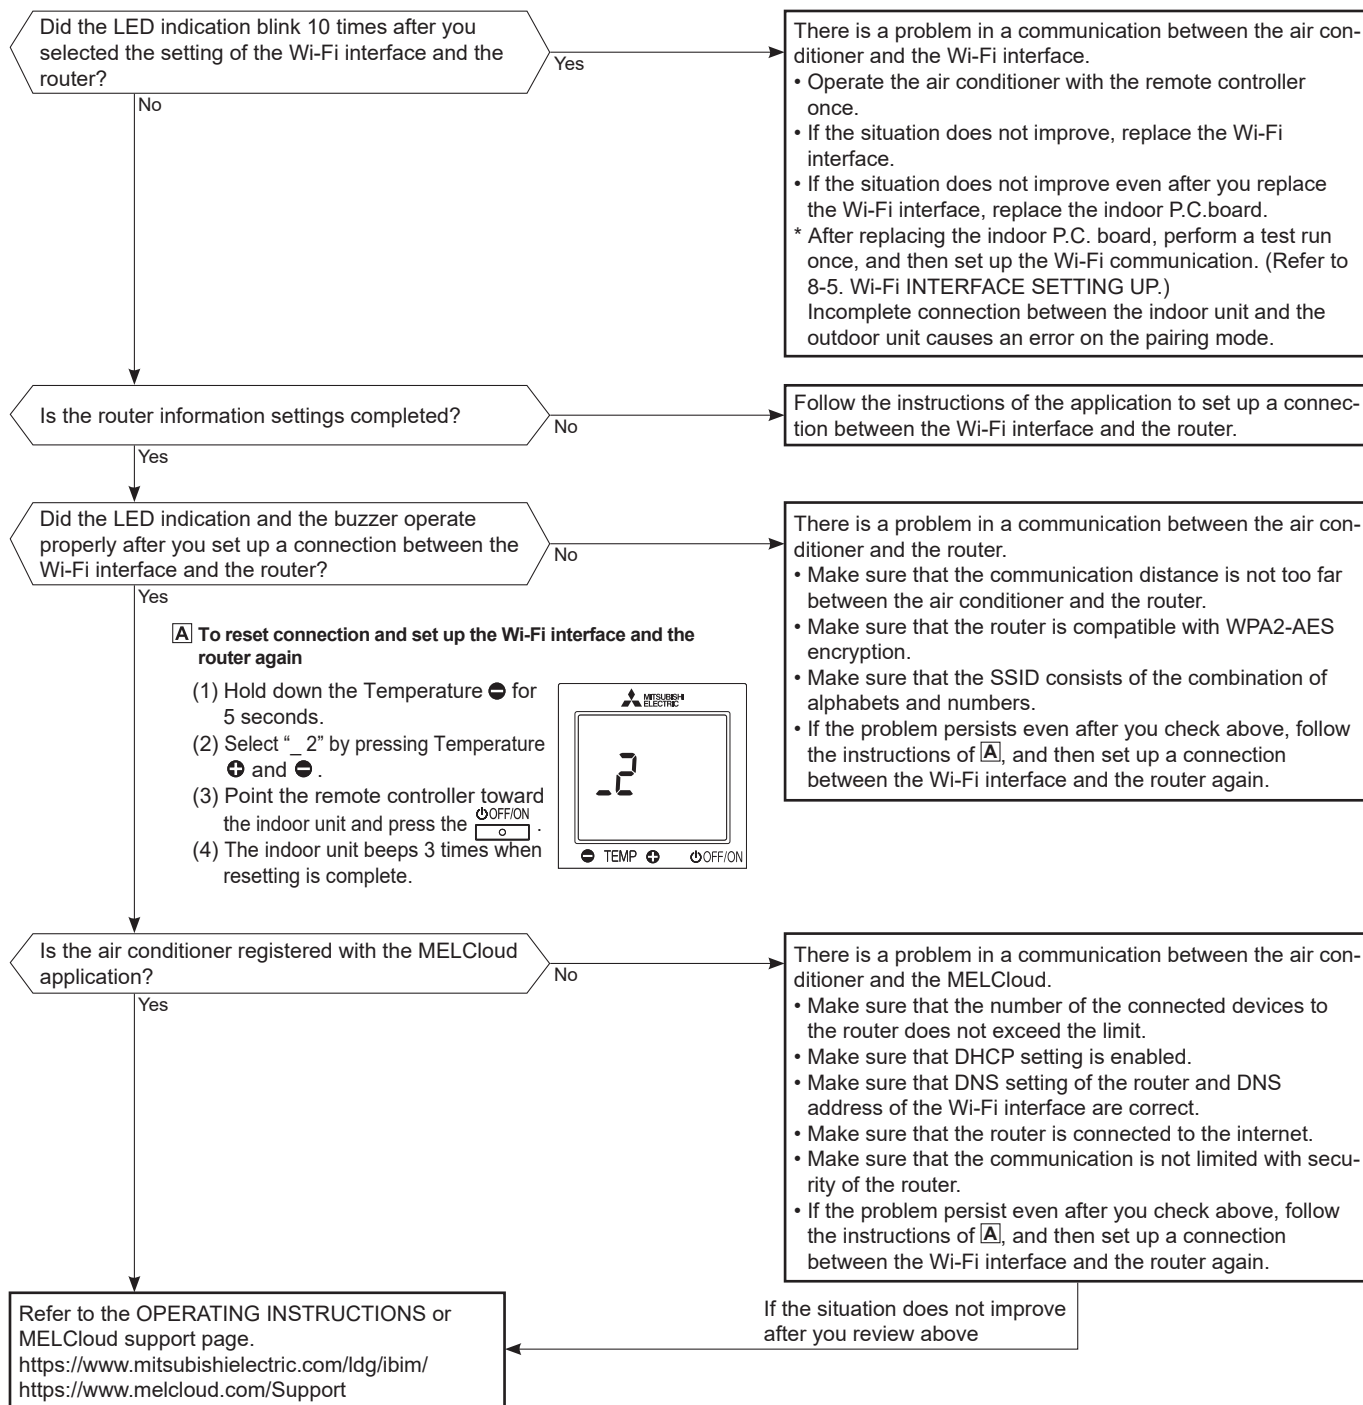 Did the LED indication blink 10 times after you
selected the setting of the Wi-Fi interface and the
router?
Yes
No
There is a problem in a communication between the air con-
ditioner and the Wi-Fi interface.
• Operate the air conditioner with the remote controller
once.
• If the situation does not improve, replace the Wi-Fi
interface.
• If the situation does not improve even after you replace
the Wi-Fi interface, replace the indoor P.C.board.
* After replacing the indoor P.C. board, perform a test run
once, and then set up the Wi-Fi communication. (Refer to
8-5. Wi-Fi INTERFACE SETTING UP.)
Incomplete connection between the indoor unit and the
outdoor unit causes an error on the pairing mode.
Is the router information settings completed?
No
Yes
Follow the instructions of the application to set up a connec-
tion between the Wi-Fi interface and the router.
Did the LED indication and the buzzer operate
properly after you set up a connection between the
Wi-Fi interface and the router?
No
Yes
There is a problem in a communication between the air con-
ditioner and the router.
• Make sure that the communication distance is not too far
between the air conditioner and the router.
• Make sure that the router is compatible with WPA2-AES
encryption.
• Make sure that the SSID consists of the combination of
alphabets and numbers.
• If the problem persists even after you check above, follow
the instructions of A, and then set up a connection
between the Wi-Fi interface and the router again.
A To reset connection and set up the Wi-Fi interface and the
router again
(1) Hold down the Temperature ⊖ for
5 seconds.
(2) Select “_ 2” by pressing Temperature
⊕ and ⊖ .
(3) Point the remote controller toward
the indoor unit and press the ⏻OFF/ON .
(4) The indoor unit beeps 3 times when
resetting is complete.
MITSUBISHI
ELECTRIC
_2
⊖ TEMP ⊕ ⏻OFF/ON
Is the air conditioner registered with the MELCloud
application?
No
Yes
There is a problem in a communication between the air con-
ditioner and the MELCloud.
• Make sure that the number of the connected devices to
the router does not exceed the limit.
• Make sure that DHCP setting is enabled.
• Make sure that DNS setting of the router and DNS
address of the Wi-Fi interface are correct.
• Make sure that the router is connected to the internet.
• Make sure that the communication is not limited with secu-
rity of the router.
• If the problem persist even after you check above, follow
the instructions of A, and then set up a connection
between the Wi-Fi interface and the router again.
If the situation does not improve
after you review above
Refer to the OPERATING INSTRUCTIONS or
MELCloud support page.
https://www.mitsubishielectric.com/ldg/ibim/
https://www.melcloud.com/Support